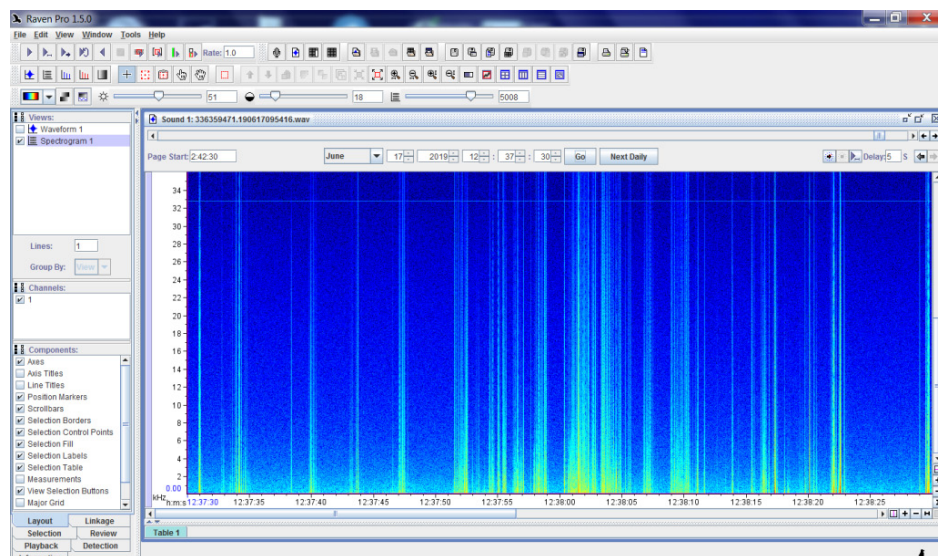 Raven Pro 1.5.0
File Edit View Window Tools Help
Rate: 1.0
51 18 5008
Views:
Waveform 1
Spectrogram 1
Lines: 1
Group By: View
Channels:
1
Components:
Axes
Axis Titles
Line Titles
Position Markers
Scrollbars
Selection Borders
Selection Control Points
Selection Fill
Selection Labels
Selection Table
Measurements
View Selection Buttons
Major Grid
Layout Linkage
Selection Review
Playback Detection
Sound 1: 336359471.190617095416.wav
Page Start: 2:42:30 June 17 2019 12 : 37 : 30 Go Next Daily Delay: 5 S
34
32
30
28
26
24
22
20
18
16
14
12
10
8
6
4
2
0.00
kHz
h:m:s 12:37:30 12:37:35 12:37:40 12:37:45 12:37:50 12:37:55 12:38:00 12:38:05 12:38:10 12:38:15 12:38:20 12:38:25
Table 1